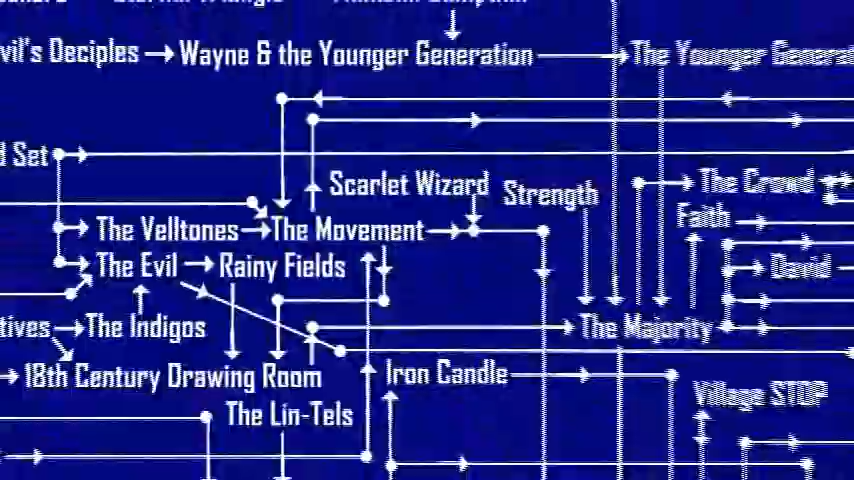 vil's Deciples Wayne & the Younger Generation The Younger Generat
d Set
Scarlet Wizard Strength The Crowd
Faith
The Velltones The Movement
The Evil Rainy Fields David
tives The Indigos The Majority
18th Century Drawing Room Iron Candle
Village STOP
The Lin-Tels